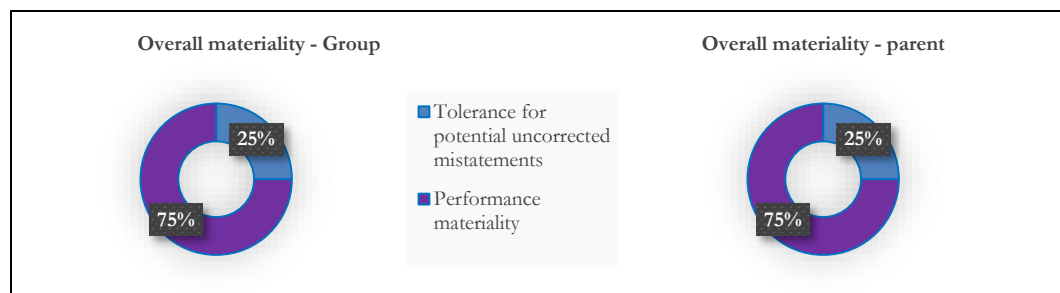 Overall materiality - Group
25%
75%
Tolerance for
potential uncorrected
mistatements
Performance
materiality
Overall materiality - parent
25%
75%